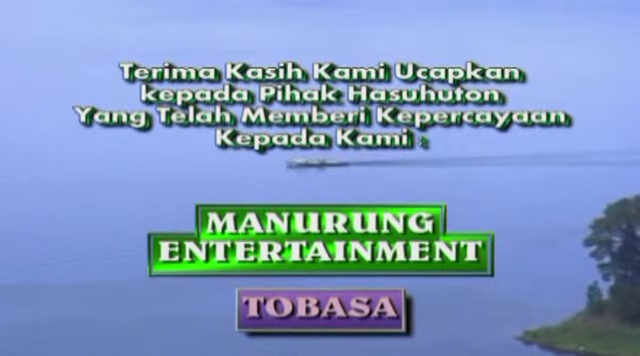 Terima Kasih Kami Ucapkan
kepada Pihak Hasuhuton
Yang Telah Memberi Kepercayaan
Kepada Kami :
MANURUNG
ENTERTAINMENT
TOBASA